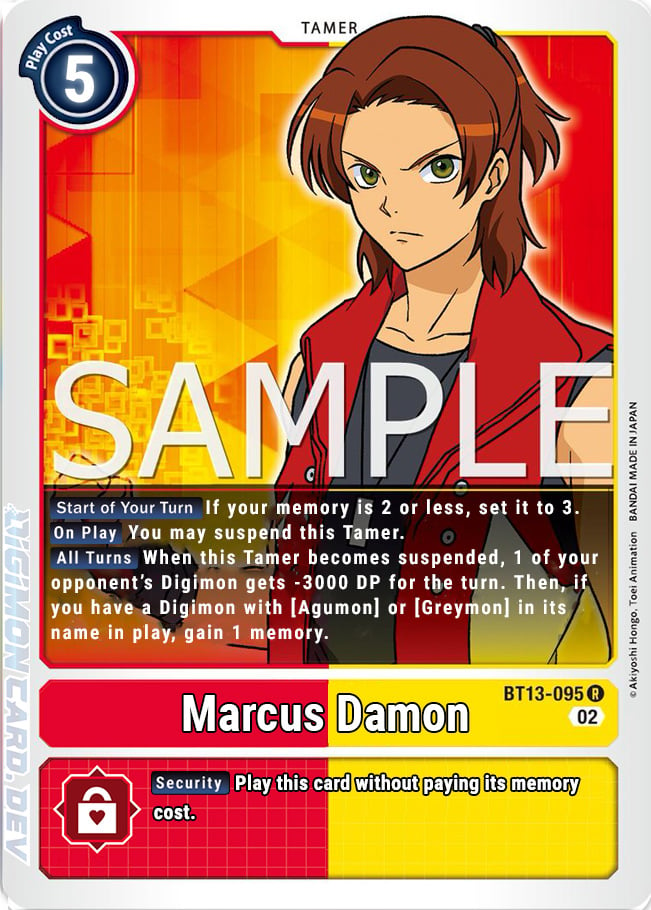 TAMER
Play Cost
5
SAMPLE
Start of Your Turn If your memory is 2 or less, set it to 3.
On Play You may suspend this Tamer.
All Turns When this Tamer becomes suspended, 1 of your
opponent's Digimon gets -3000 DP for the turn. Then, if
you have a Digimon with [Agumon] or [Greymon] in its
name in play, gain 1 memory.
© Akiyoshi Hongo, Toei Animation BANDAI MADE IN JAPAN
DIGIMONCARD.DEV
BT13-095 R
02
Marcus Damon
Security Play this card without paying its memory
cost.